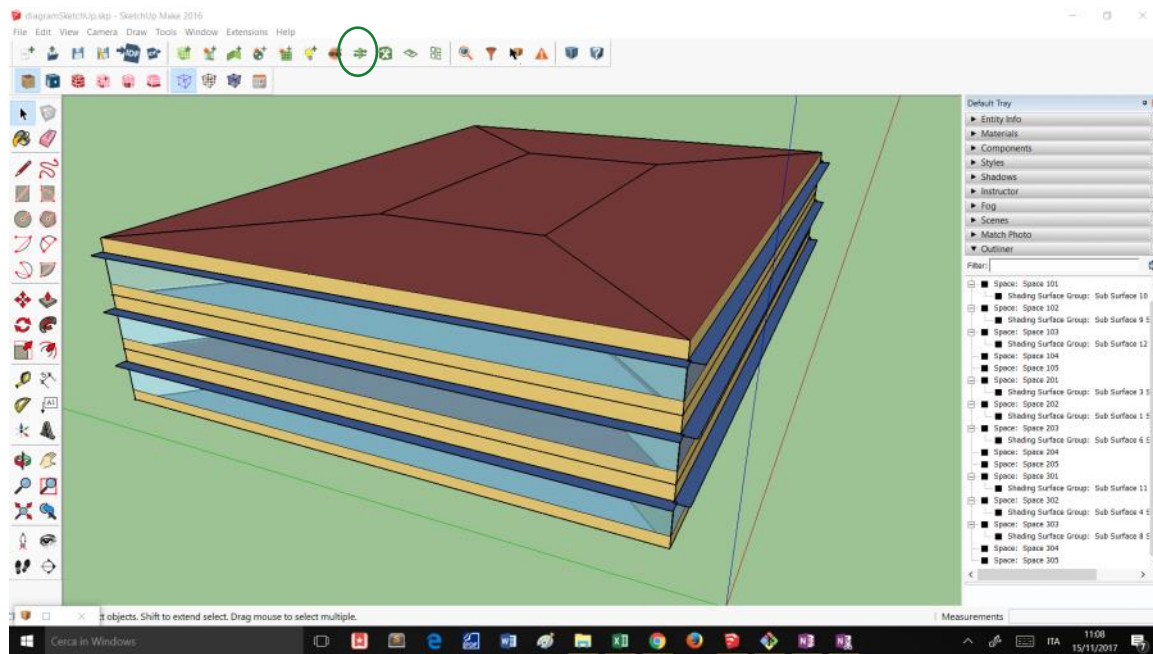 diagramSketchUp.skp - SketchUp Make 2016
File Edit View Camera Draw Tools Window Extensions Help
Default Tray
Entity Info
Materials
Components
Styles
Shadows
Instructor
Fog
Scenes
Match Photo
Outliner
Filter:
Space: Space 101
Shading Surface Group: Sub Surface 10
Space: Space 102
Shading Surface Group: Sub Surface 9 S
Space: Space 103
Shading Surface Group: Sub Surface 12
Space: Space 104
Space: Space 105
Space: Space 201
Shading Surface Group: Sub Surface 3 S
Space: Space 202
Shading Surface Group: Sub Surface 1 S
Space: Space 203
Shading Surface Group: Sub Surface 6 S
Space: Space 204
Space: Space 205
Space: Space 301
Shading Surface Group: Sub Surface 11
Space: Space 302
Shading Surface Group: Sub Surface 4 S
Space: Space 303
Shading Surface Group: Sub Surface 8 S
Space: Space 304
Space: Space 305
t objects. Shift to extend select. Drag mouse to select multiple.
Measurements
Cerca in Windows
ITA
11:08
15/11/2017